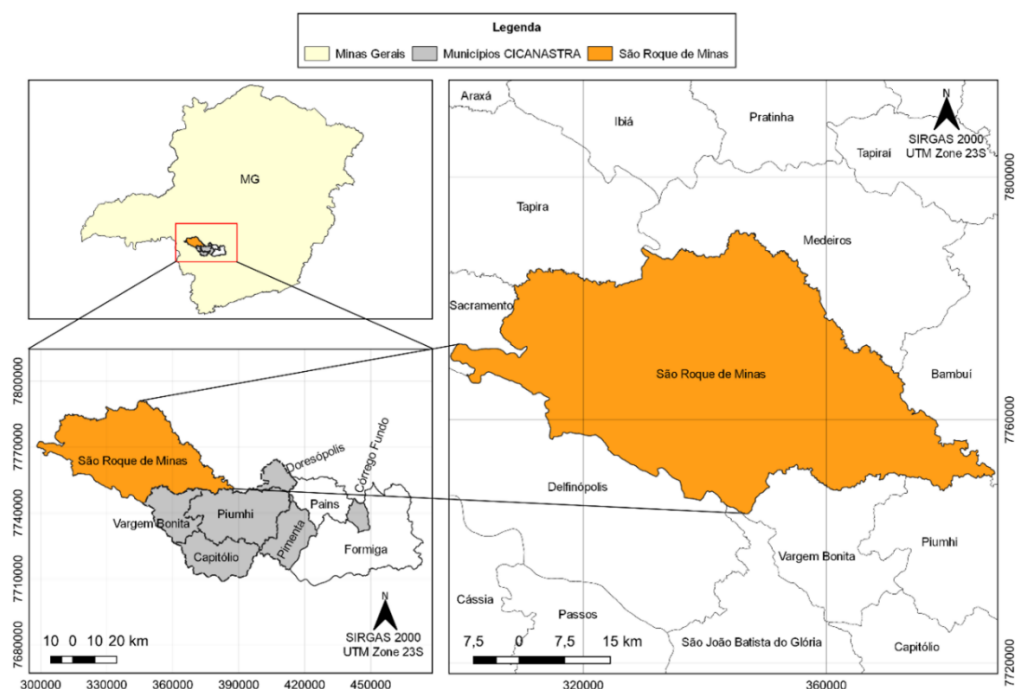 Legenda
Minas Gerais
Municípios CICANASTRA
São Roque de Minas
MG
Araxá
Ibiá
Pratinha
N
SIRGAS 2000
UTM Zone 23S
Tapiraí
Tapira
Medeiros
Sacramento
São Roque de Minas
Bambuí
Delfinópolis
Vargem Bonita
Piumhi
Cássia
Passos
São João Batista do Glória
Capitólio
7,5 0 7,5 15 km
320000
360000
7800000
7760000
7720000
7800000
7770000
7740000
7710000
7680000
São Roque de Minas
Doresópolis
Córrego Fundo
Vargem Bonita
Piumhi
Pimenta
Pains
Capitólio
Formiga
N
SIRGAS 2000
UTM Zone 23S
10 0 10 20 km
300000
330000
360000
390000
420000
450000